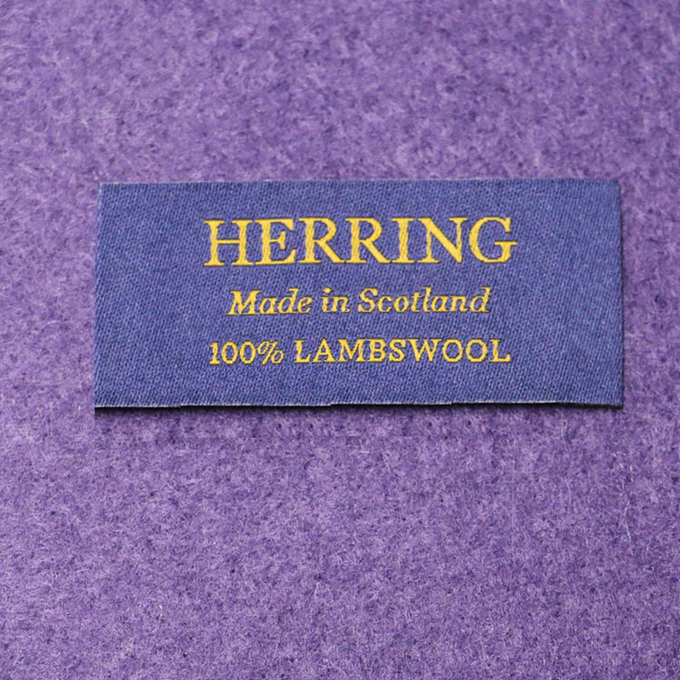 HERRING
Made in Scotland
100% LAMBSWOOL